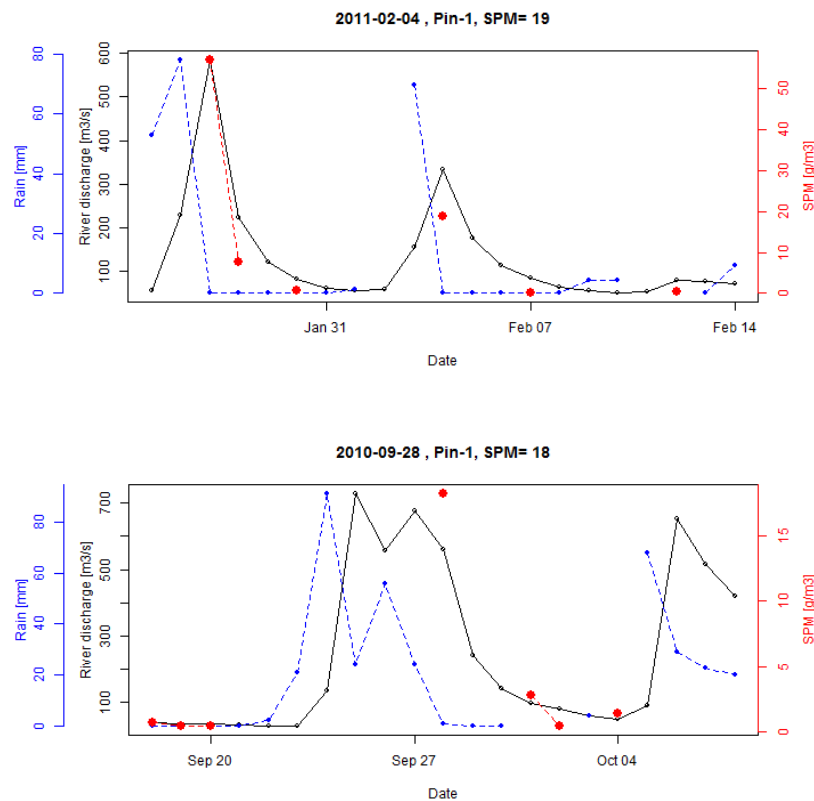 2011-02-04 , Pin-1, SPM= 19
Rain [mm]
0 20 40 60 80
River discharge [m3/s]
100 200 300 400 500 600
SPM [g/m3]
0 10 20 30 40 50
Jan 31 Feb 07 Feb 14
Date
2010-09-28 , Pin-1, SPM= 18
Rain [mm]
0 20 40 60 80
River discharge [m3/s]
100 300 500 700
SPM [g/m3]
0 5 10 15
Sep 20 Sep 27 Oct 04
Date